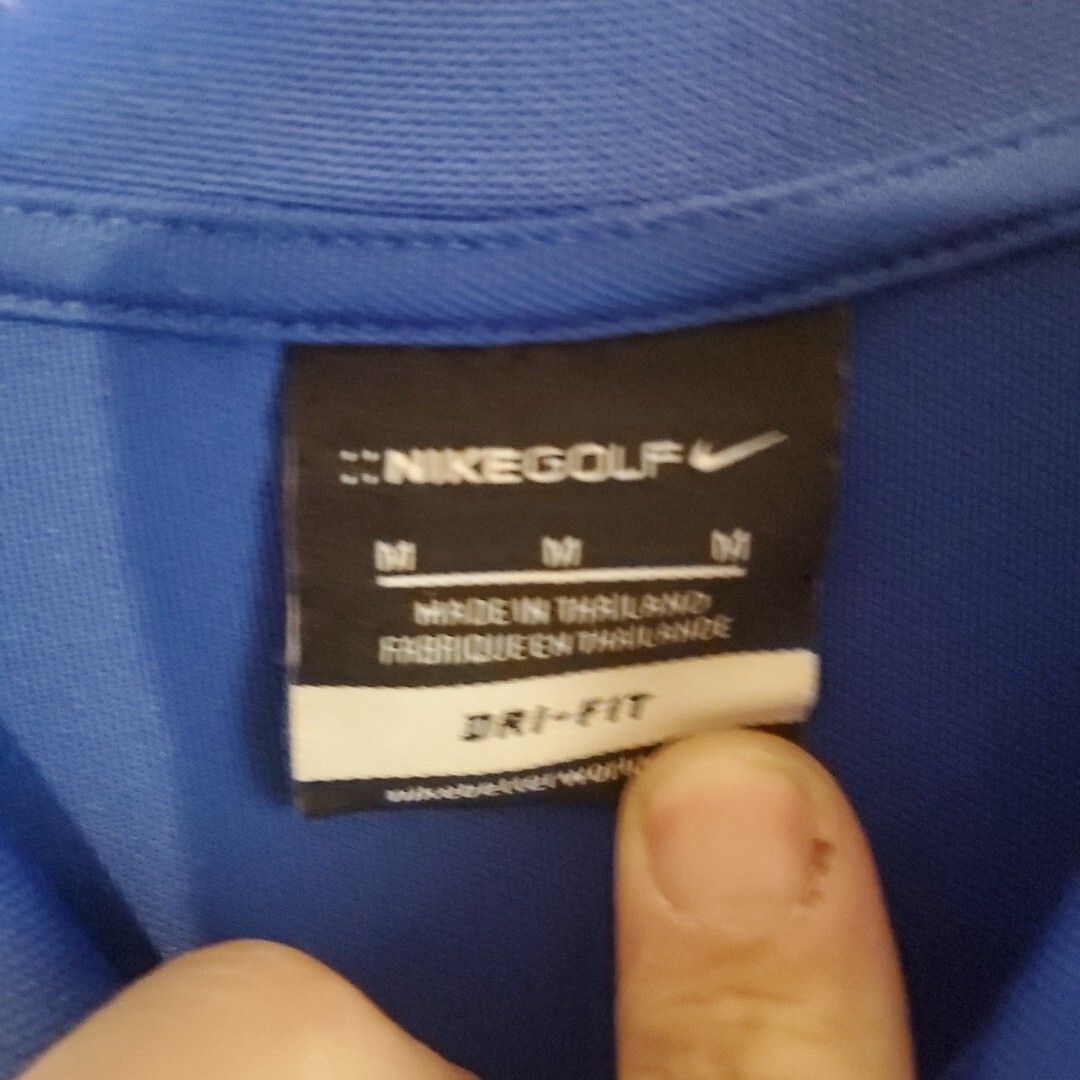 NIKEGOLF
M M M
MADE IN THAILAND
FABRIQUE EN THAILANDE
DRI-FIT